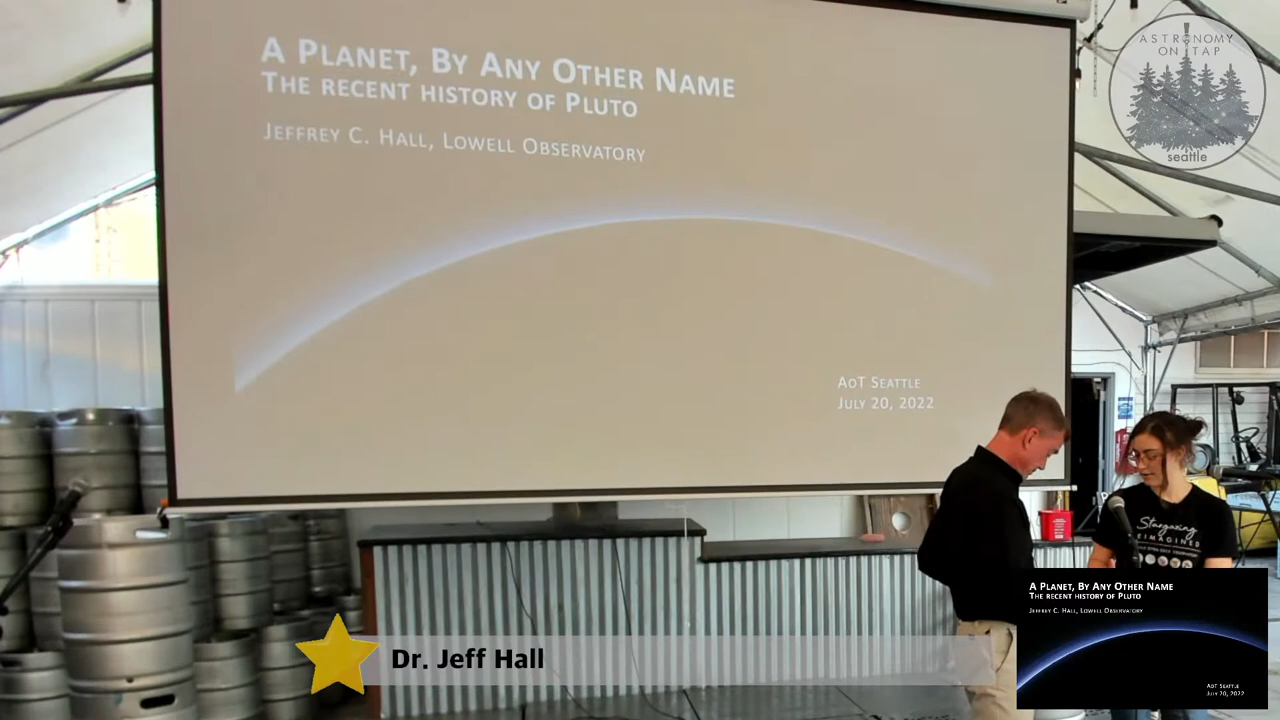 A PLANET, BY ANY OTHER NAME
THE RECENT HISTORY OF PLUTO
JEFFREY C. HALL, LOWELL OBSERVATORY
AOT SEATTLE
JULY 20, 2022
ASTRONOMY
ON TAP
seattle
Stargazing
REIMAGINED
A PLANET, BY ANY OTHER NAME
THE RECENT HISTORY OF PLUTO
JEFFREY C. HALL, LOWELL OBSERVATORY
AOT SEATTLE
JULY 20, 2022
Dr. Jeff Hall